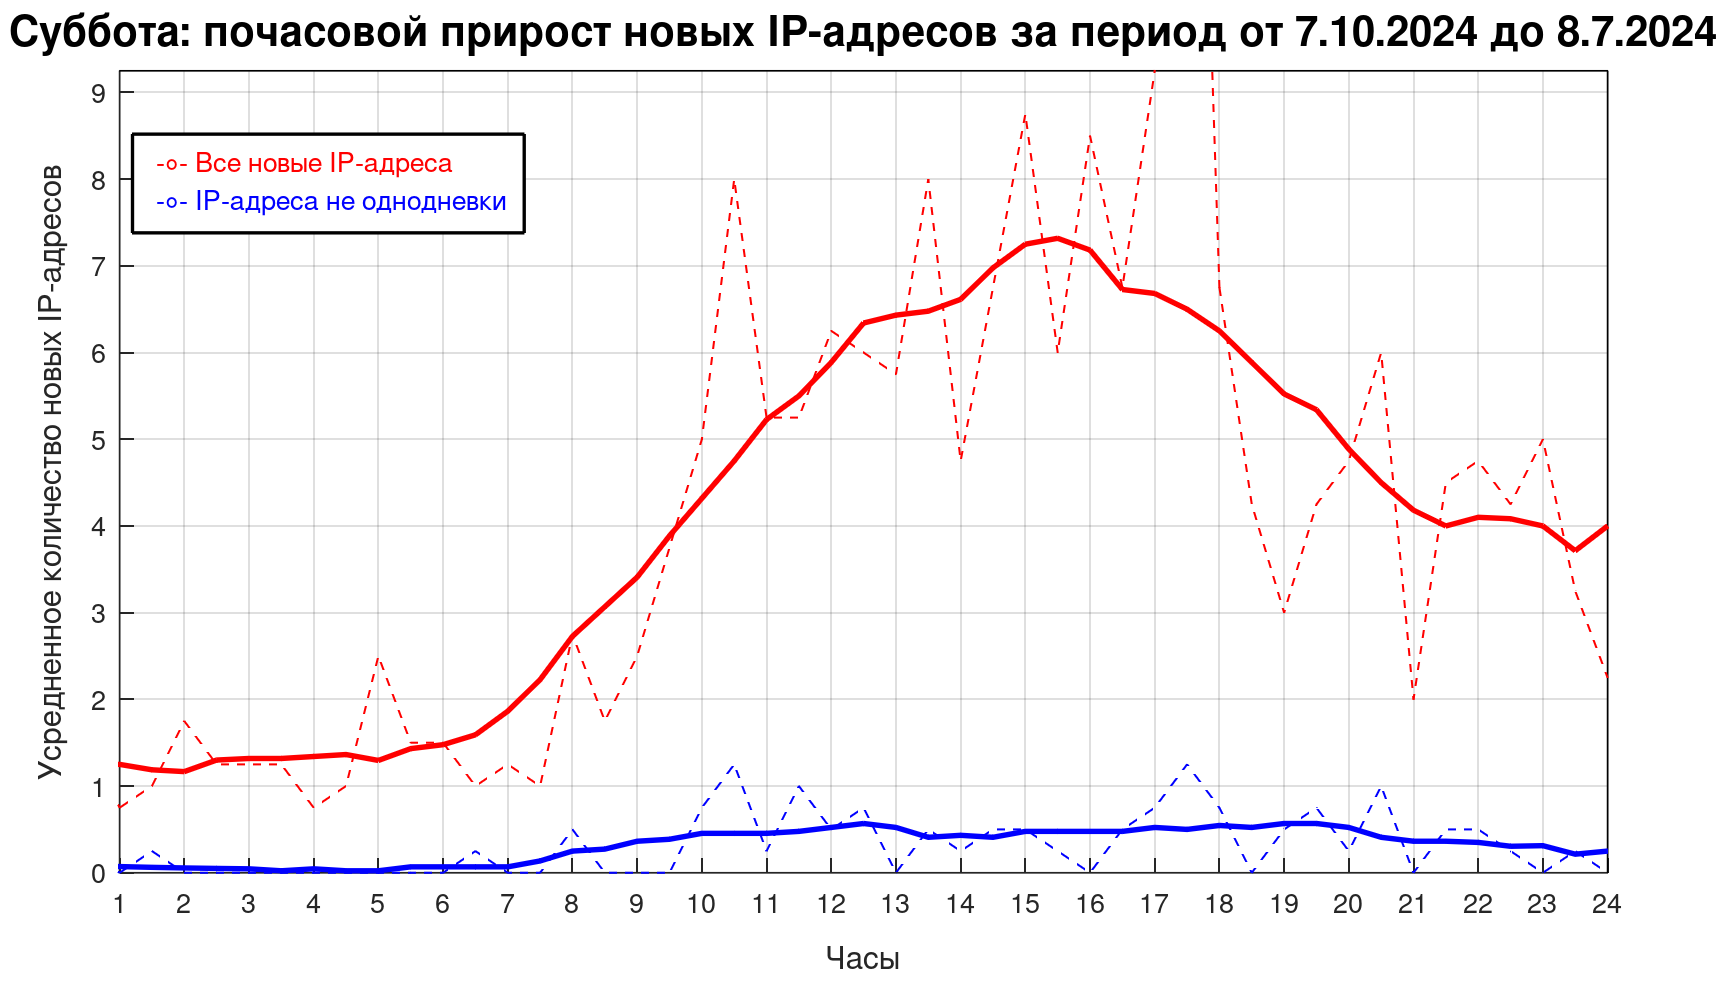 Суббота: почасовой прирост новых IP-адресов за период от 7.10.2024 до 8.7.2024
9
8
7
6
5
4
3
2
1
0
Усредненное количество новых IP-адресов
-o- Все новые IP-адреса
-o- IP-адреса не однодневки
1 2 3 4 5 6 7 8 9 10 11 12 13 14 15 16 17 18 19 20 21 22 23 24
Часы